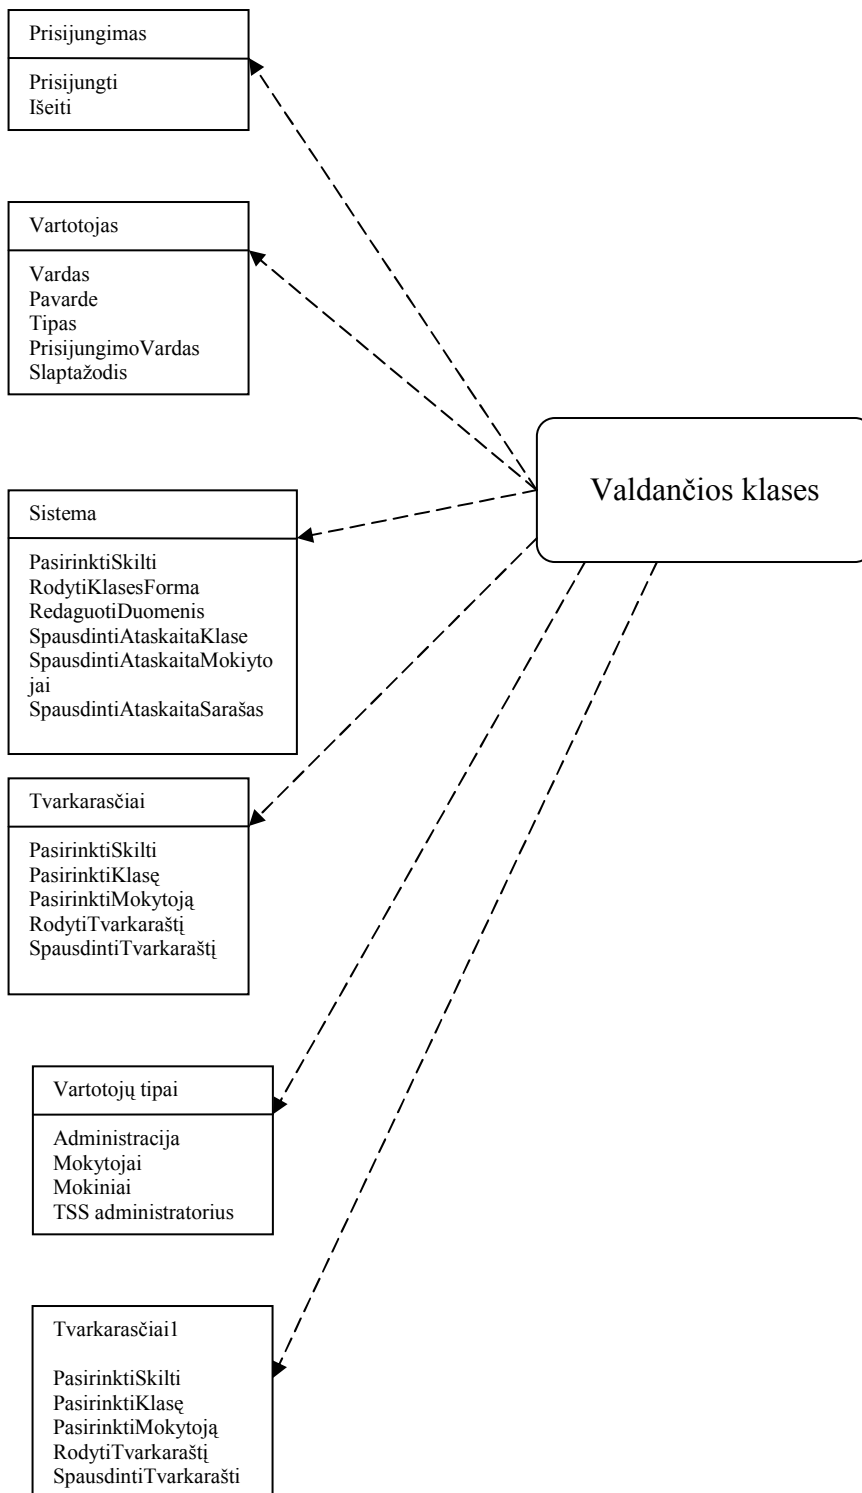 Prisijungimas
Prisijungti
Išeiti
Vartotojas
Vardas
Pavarde
Tipas
PrisijungimoVardas
Slaptažodis
Valdančios klases
Sistema
PasirinktiSkilti
RodytiKlasesForma
RedaguotiDuomenis
SpausdintiAtaskaitaKlase
SpausdintiAtaskaitaMokiyto
jai
SpausdintiAtaskaitaSarašas
Tvarkarasčiai
PasirinktiSkilti
PasirinktiKlasę
PasirinktiMokytoją
RodytiTvarkaraštį
SpausdintiTvarkaraštį
Vartotojų tipai
Administracija
Mokytojai
Mokiniai
TSS administratorius
Tvarkarasčiai1
PasirinktiSkilti
PasirinktiKlasę
PasirinktiMokytoją
RodytiTvarkaraštį
SpausdintiTvarkarašti